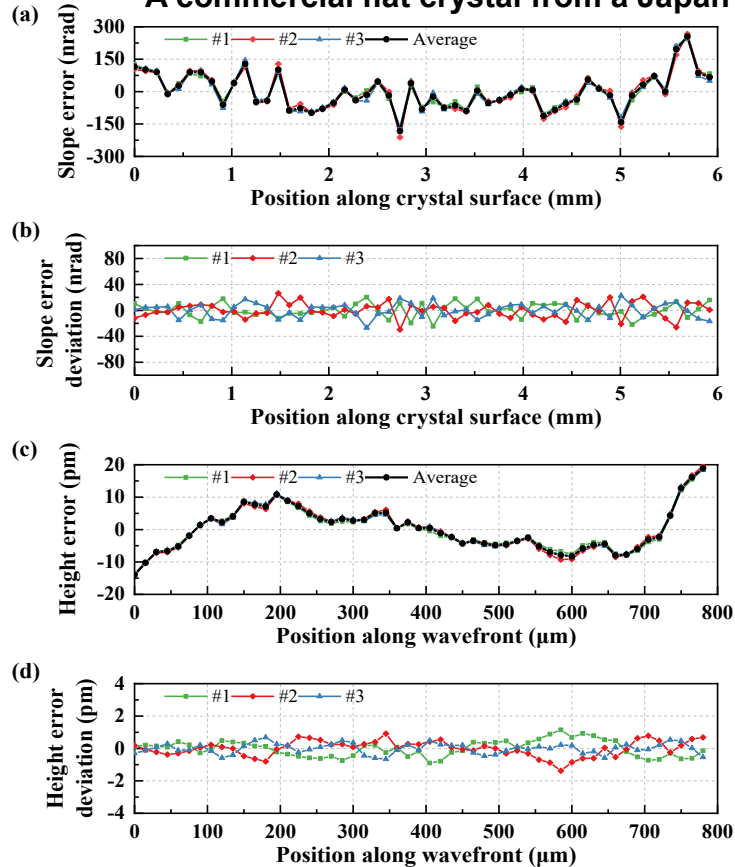 A commercial flat crystal from a Japan
(a)
#1 #2 #3 Average
300
150
0
-150
-300
Slope error (nrad)
0 1 2 3 4 5 6
Position along crystal surface (mm)
(b)
#1 #2 #3
80
40
0
-40
-80
Slope error
deviation (nrad)
0 1 2 3 4 5 6
Position along crystal surface (mm)
(c)
#1 #2 #3 Average
20
10
0
-10
-20
Height error (pm)
0 100 200 300 400 500 600 700 800
Position along wavefront (μm)
(d)
#1 #2 #3
4
2
0
-2
-4
Height error
deviation (pm)
0 100 200 300 400 500 600 700 800
Position along wavefront (μm)